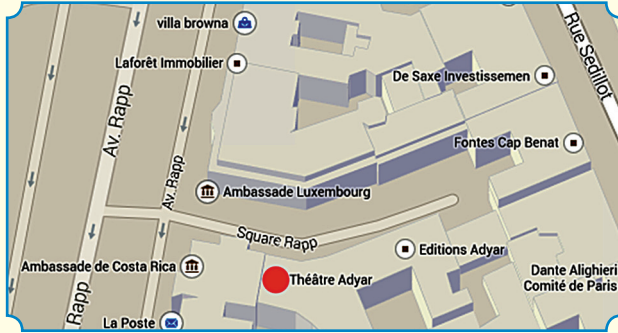 villa browna
Laforêt Immobilier
De Saxe Investissemen
Rue Sedillot
Av. Rapp
Av. Rapp
Fontes Cap Benat
Ambassade Luxembourg
Square Rapp
Editions Adyar
Ambassade de Costa Rica
Théâtre Adyar
Dante Alighieri
Comité de Paris
Rapp
La Poste